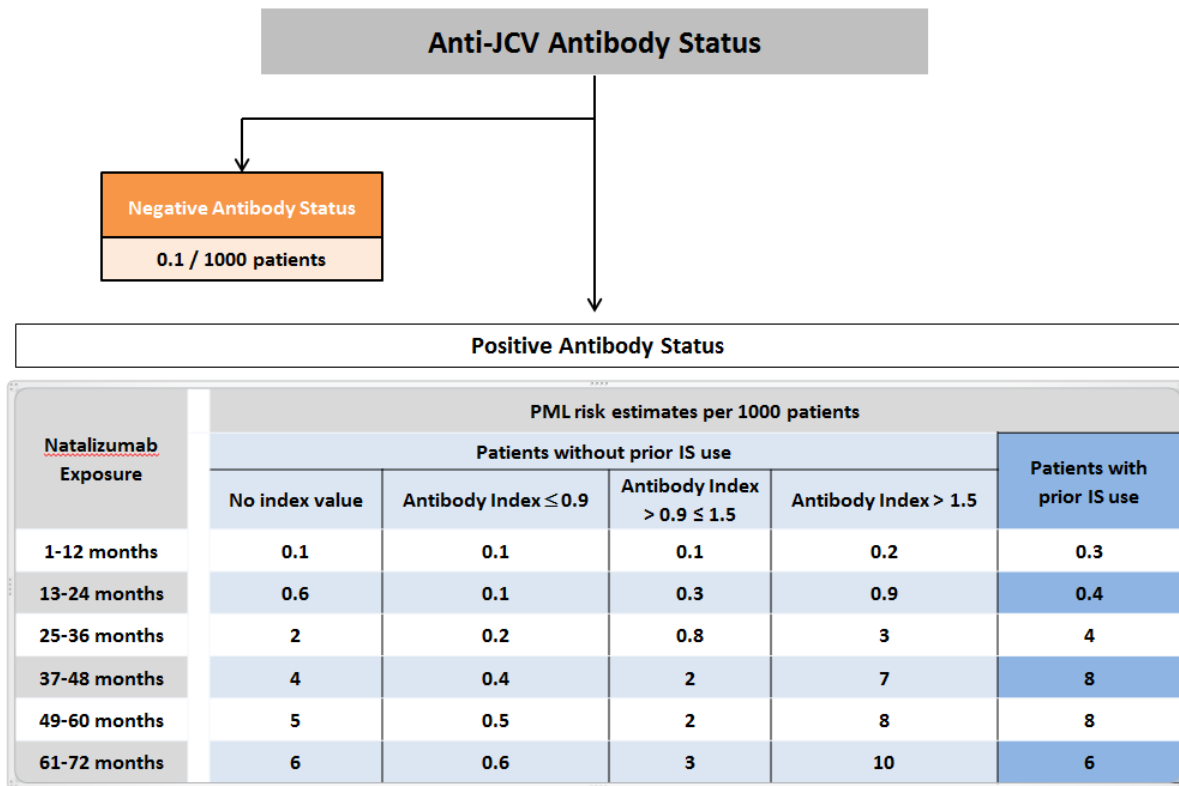 Anti-JCV Antibody Status
Negative Antibody Status
0.1 / 1000 patients
Positive Antibody Status
Natalizumab
Exposure
PML risk estimates per 1000 patients
Patients without prior IS use
Patients with
prior IS use
No index value
Antibody Index ≤ 0.9
Antibody Index
> 0.9 ≤ 1.5
Antibody Index > 1.5
1-12 months 0.1 0.1 0.1 0.2 0.3
13-24 months 0.6 0.1 0.3 0.9 0.4
25-36 months 2 0.2 0.8 3 4
37-48 months 4 0.4 2 7 8
49-60 months 5 0.5 2 8 8
61-72 months 6 0.6 3 10 6